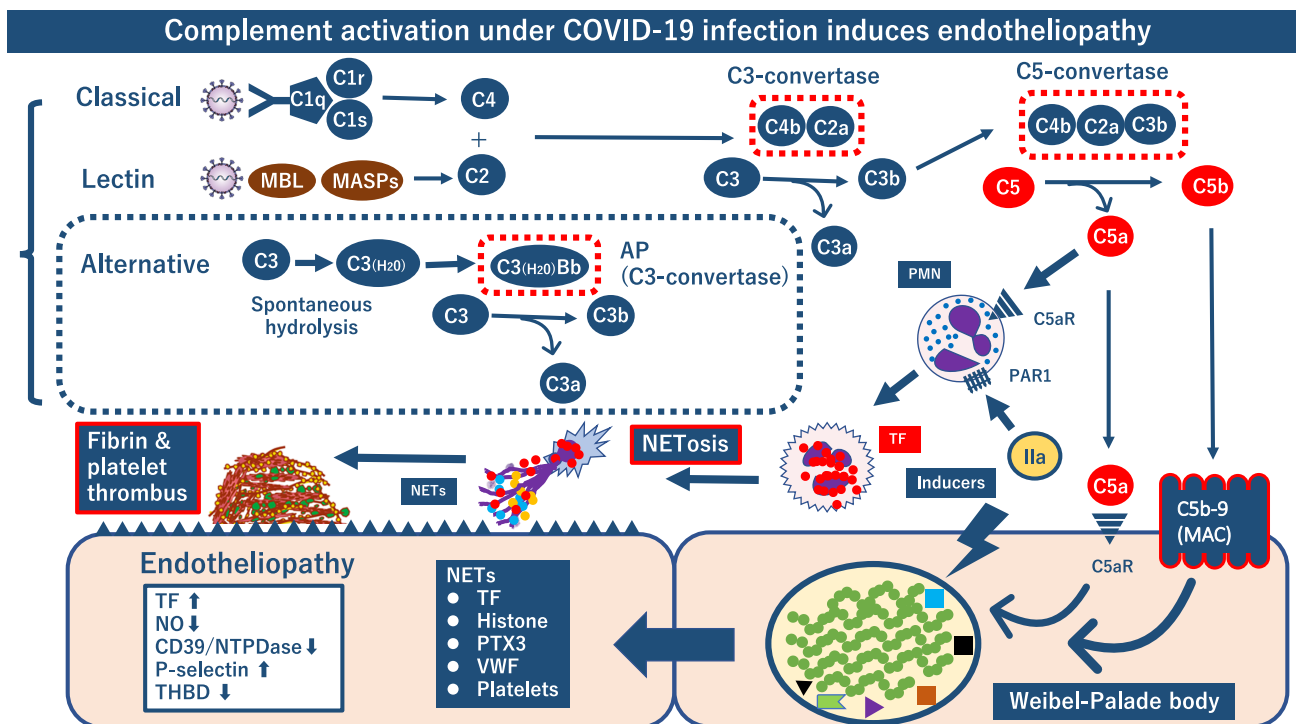 Complement activation under COVID-19 infection induces endotheliopathy
Classical
C1q
C1r
C1s
C4
+
C2
Lectin
MBL
MASPs
C3-convertase
C4b
C2a
C3
C3b
C3a
C5-convertase
C4b
C2a
C3b
C5
C5b
C5a
Alternative
C3
C3(H2O)
C3(H2O)Bb
AP
(C3-convertase)
Spontaneous
hydrolysis
C3
C3b
C3a
PMN
C5aR
PAR1
IIa
TF
Inducers
C5a
C5aR
C5b-9
(MAC)
NETosis
NETs
Fibrin &
platelet
thrombus
Endotheliopathy
TF ⬆
NO ⬇
CD39/NTPDase ⬇
P-selectin ⬆
THBD ⬇
NETs
● TF
● Histone
● PTX3
● VWF
● Platelets
Weibel-Palade body